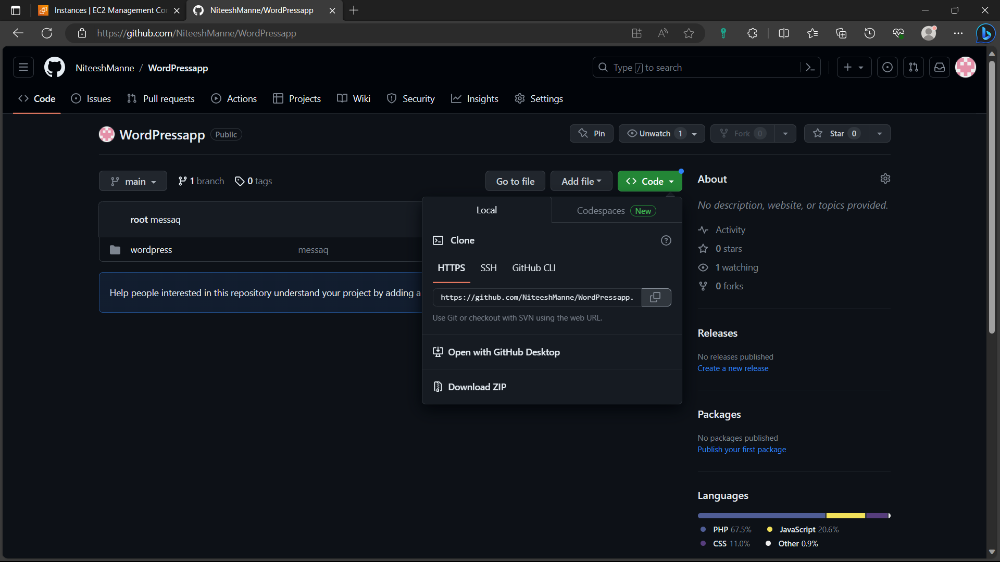 Instances | EC2 Management Co
NiteeshManne/WordPressapp
https://github.com/NiteeshManne/WordPressapp
NiteeshManne / WordPressapp
Type / to search
Code
Issues
Pull requests
Actions
Projects
Wiki
Security
Insights
Settings
WordPressapp Public
Pin
Unwatch 1
Fork 0
Star 0
main
1 branch
0 tags
Go to file
Add file
Code
root messaq
wordpress messaq
Help people interested in this repository understand your project by adding a
Local
Codespaces New
Clone
HTTPS SSH GitHub CLI
https://github.com/NiteeshManne/WordPressapp.
Use Git or checkout with SVN using the web URL.
Open with GitHub Desktop
Download ZIP
About
No description, website, or topics provided.
Activity
0 stars
1 watching
0 forks
Releases
No releases published
Create a new release
Packages
No packages published
Publish your first package
Languages
PHP 67.5% JavaScript 20.6%
CSS 11.0% Other 0.9%